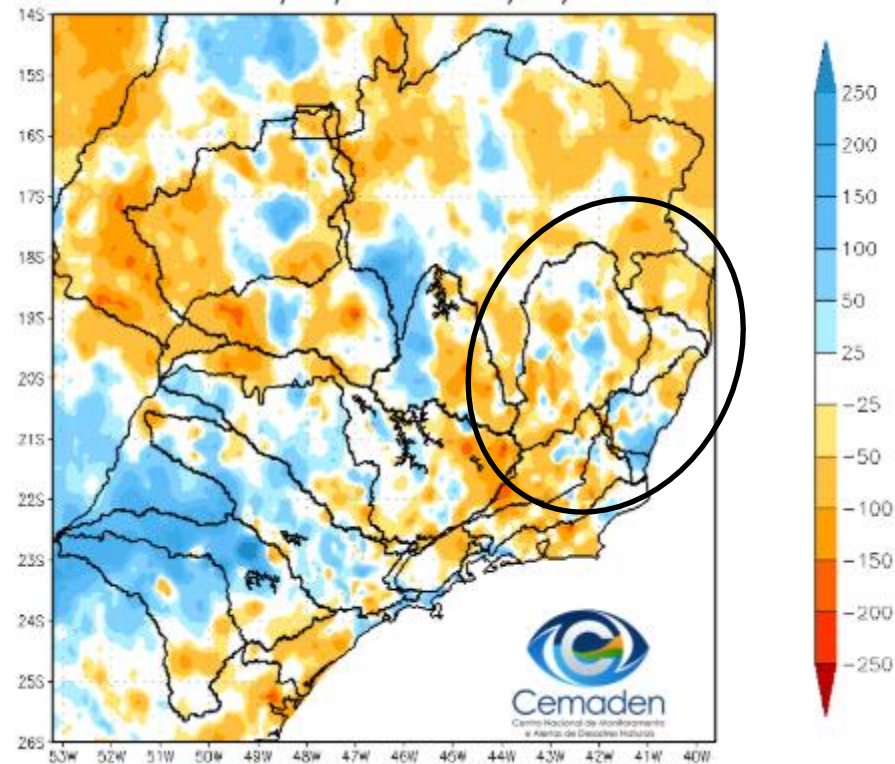 14S
15S
16S
17S
18S
19S
20S
21S
22S
23S
24S
25S
26S
53W 52W 51W 50W 49W 48W 47W 46W 45W 44W 43W 42W 41W 40W
250
200
150
100
50
25
-25
-50
-100
-150
-200
-250
Cemaden
Centro Nacional de Monitoramento
e Alertas de Desastres Naturais